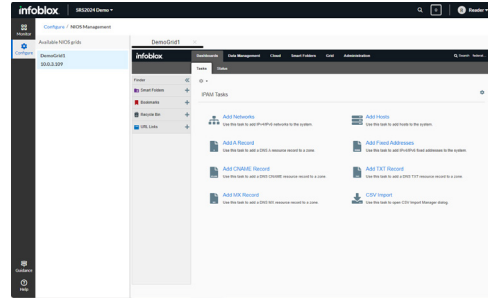 infoblox. SRS2024 Demo
Reader
Monitor
Configure
Guidance
Help
Configure / NIOS Management
Available NIOS grids
DemoGrid1
10.0.3.109
DemoGrid1
infoblox.
Dashboards Data Management Cloud Smart Folders Grid Administration
Search
Tasks Status
Finder
Smart Folders
Bookmarks
Recycle Bin
URL Links
IPAM Tasks
Add Networks
Use this task to add IPv4/IPv6 networks to the system.
Add Hosts
Use this task to add hosts to the system.
Add A Record
Use this task to add a DNS A resource record to a zone.
Add Fixed Addresses
Use this task to add IPv4/IPv6 fixed addresses to the system.
Add CNAME Record
Use this task to add a DNS CNAME resource record to a zone.
Add TXT Record
Use this task to add a DNS TXT resource record to a zone.
Add MX Record
Use this task to add a DNS MX resource record to a zone.
CSV Import
Use this task to open CSV Import Manager dialog.